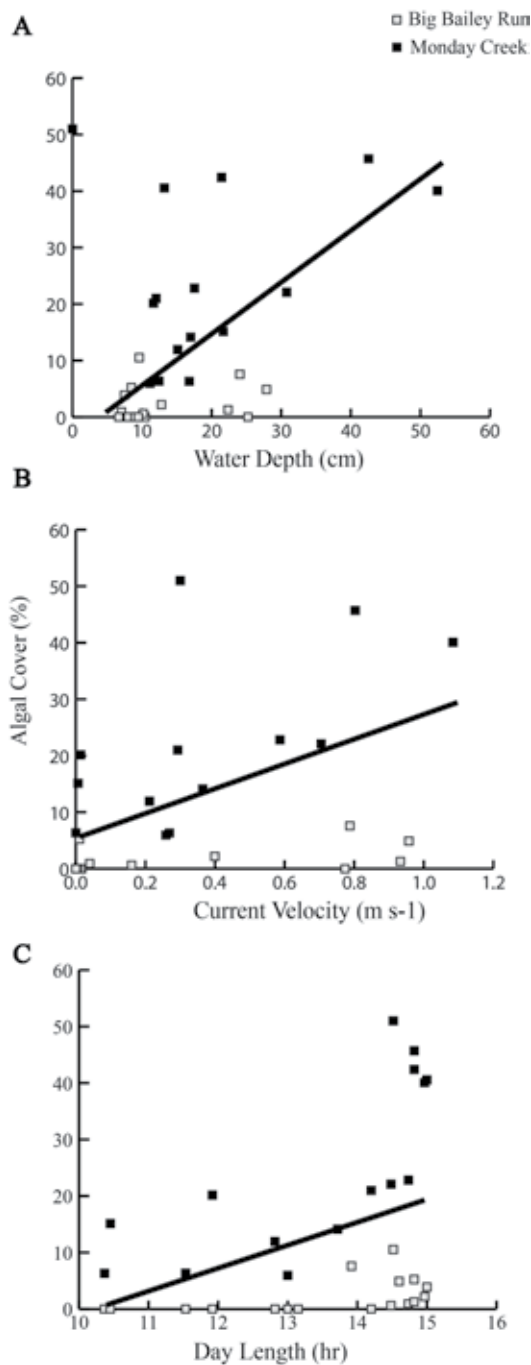 A
Big Bailey Run
Monday Creek
60
50
40
30
20
10
0
0 10 20 30 40 50 60
Water Depth (cm)
B
Algal Cover (%)
60
50
40
30
20
10
0
0.0 0.2 0.4 0.6 0.8 1.0 1.2
Current Velocity (m s-1)
C
60
50
40
30
20
10
0
10 11 12 13 14 15 16
Day Length (hr)